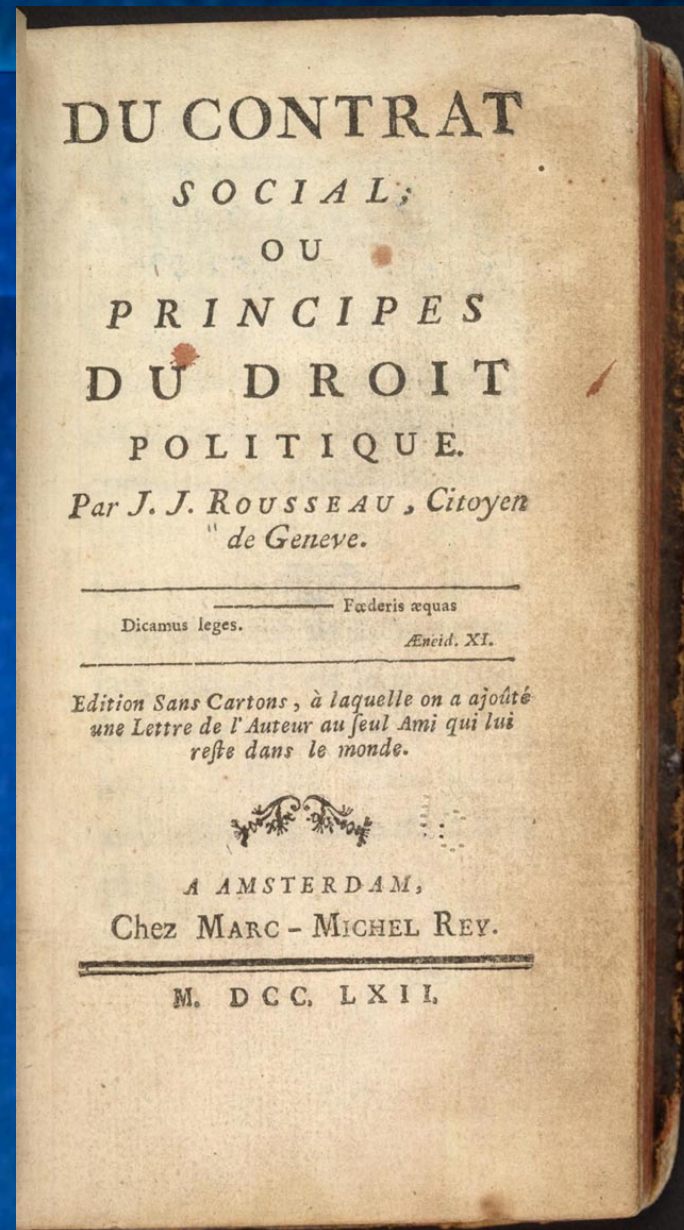 DU CONTRAT
SOCIAL;
OU
PRINCIPES
DU DROIT
POLITIQUE.
Par J. J. ROUSSEAU, Citoyen
de Geneve.
Fœderis æquas
Dicamus leges.
Æneid. XI.
Edition Sans Cartons, à laquelle on a ajoûté
une Lettre de l'Auteur au ſeul Ami qui lui
reſte dans le monde.
A AMSTERDAM,
Chez MARC-MICHEL REY.
M. DCC. LXII.